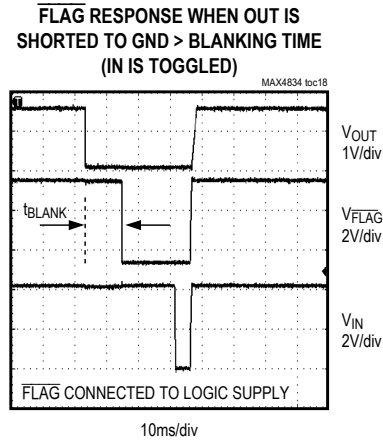 FLAG RESPONSE WHEN OUT IS
SHORTED TO GND > BLANKING TIME
(IN IS TOGGLED)
MAX4834 toc18
T
VOUT
1V/div
tBLANK
VFLAG
2V/div
VIN
2V/div
FLAG CONNECTED TO LOGIC SUPPLY
10ms/div